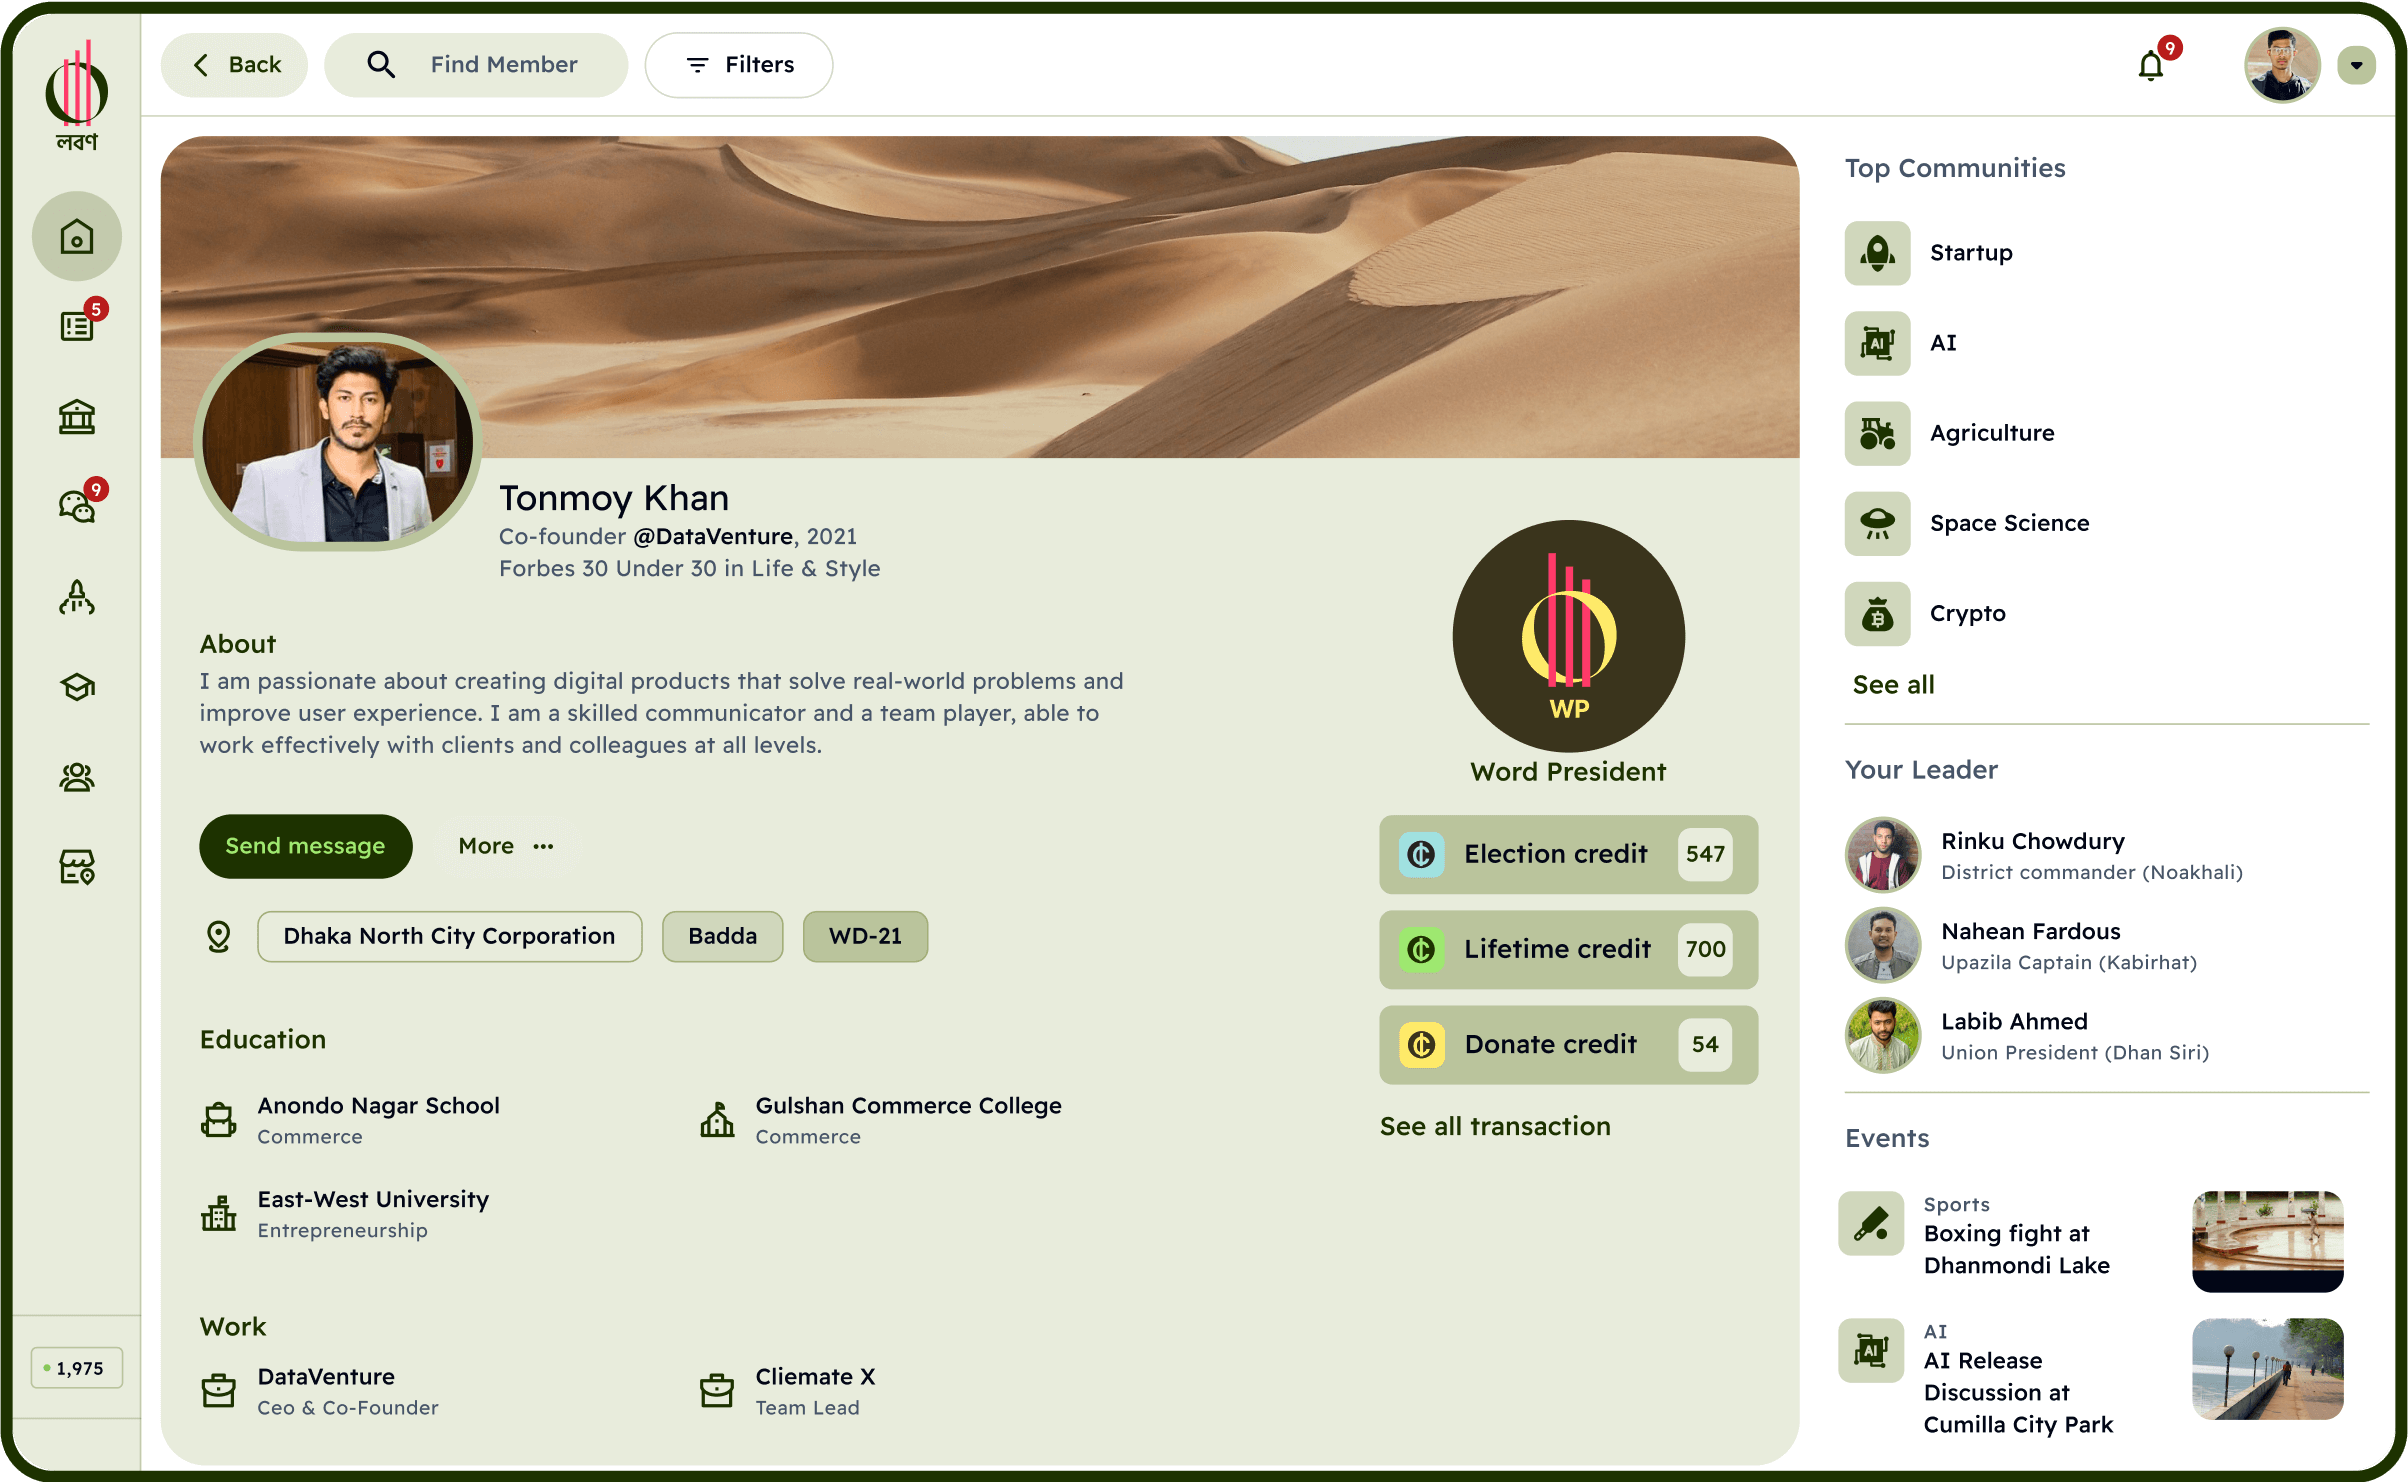 লবণ
Back
Find Member
Filters
9
5
9
1,975
Tonmoy Khan
Co-founder @DataVenture, 2021
Forbes 30 Under 30 in Life & Style
About
I am passionate about creating digital products that solve real-world problems and
improve user experience. I am a skilled communicator and a team player, able to
work effectively with clients and colleagues at all levels.
Send message
More
Dhaka North City Corporation
Badda
WD-21
Education
Anondo Nagar School
Commerce
Gulshan Commerce College
Commerce
East-West University
Entrepreneurship
Work
DataVenture
Ceo & Co-Founder
Cliemate X
Team Lead
WP
Word President
Election credit 547
Lifetime credit 700
Donate credit 54
See all transaction
Top Communities
Startup
AI
AI
Agriculture
Space Science
Crypto
See all
Your Leader
Rinku Chowdury
District commander (Noakhali)
Nahean Fardous
Upazila Captain (Kabirhat)
Labib Ahmed
Union President (Dhan Siri)
Events
Sports
Boxing fight at
Dhanmondi Lake
AI
AI
AI Release
Discussion at
Cumilla City Park